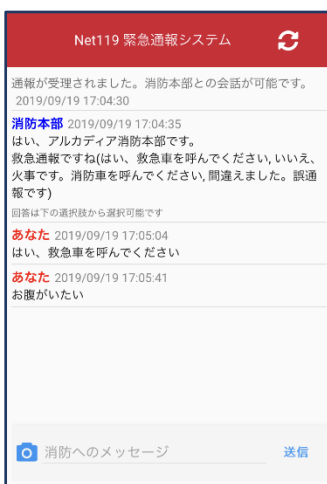 Net119 緊急通報システム
通報が受理されました。消防本部との会話が可能です。
2019/09/19 17:04:30
消防本部 2019/09/19 17:04:35
はい、アルカディア消防本部です。
救急通報ですね(はい、救急車を呼んでください,いいえ、
火事です。消防車を呼んでください,間違えました。誤通
報です)
回答は下の選択肢から選択可能です
あなた 2019/09/19 17:05:04
はい、救急車を呼んでください
あなた 2019/09/19 17:05:41
お腹がいたい
消防へのメッセージ 送信